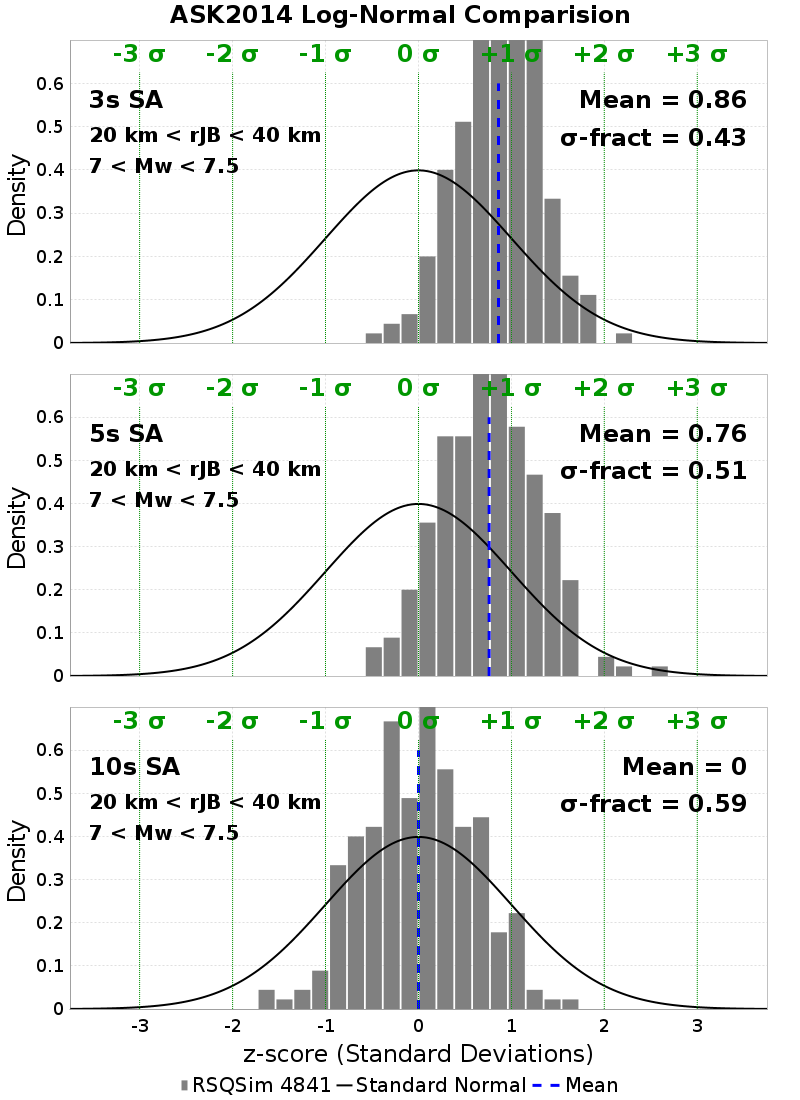 ASK2014 Log-Normal Comparision
-3 σ -2 σ -1 σ 0 σ +1 σ +2 σ +3 σ
3s SA
20 km < rJB < 40 km
7 < Mw < 7.5
Mean = 0.86
σ-fract = 0.43
Density
0.6
0.5
0.4
0.3
0.2
0.1
0
-3 σ -2 σ -1 σ 0 σ +1 σ +2 σ +3 σ
5s SA
20 km < rJB < 40 km
7 < Mw < 7.5
Mean = 0.76
σ-fract = 0.51
Density
0.6
0.5
0.4
0.3
0.2
0.1
0
-3 σ -2 σ -1 σ 0 σ +1 σ +2 σ +3 σ
10s SA
20 km < rJB < 40 km
7 < Mw < 7.5
Mean = 0
σ-fract = 0.59
Density
0.6
0.5
0.4
0.3
0.2
0.1
0
-3 -2 -1 0 1 2 3
z-score (Standard Deviations)
RSQSim 4841 Standard Normal Mean